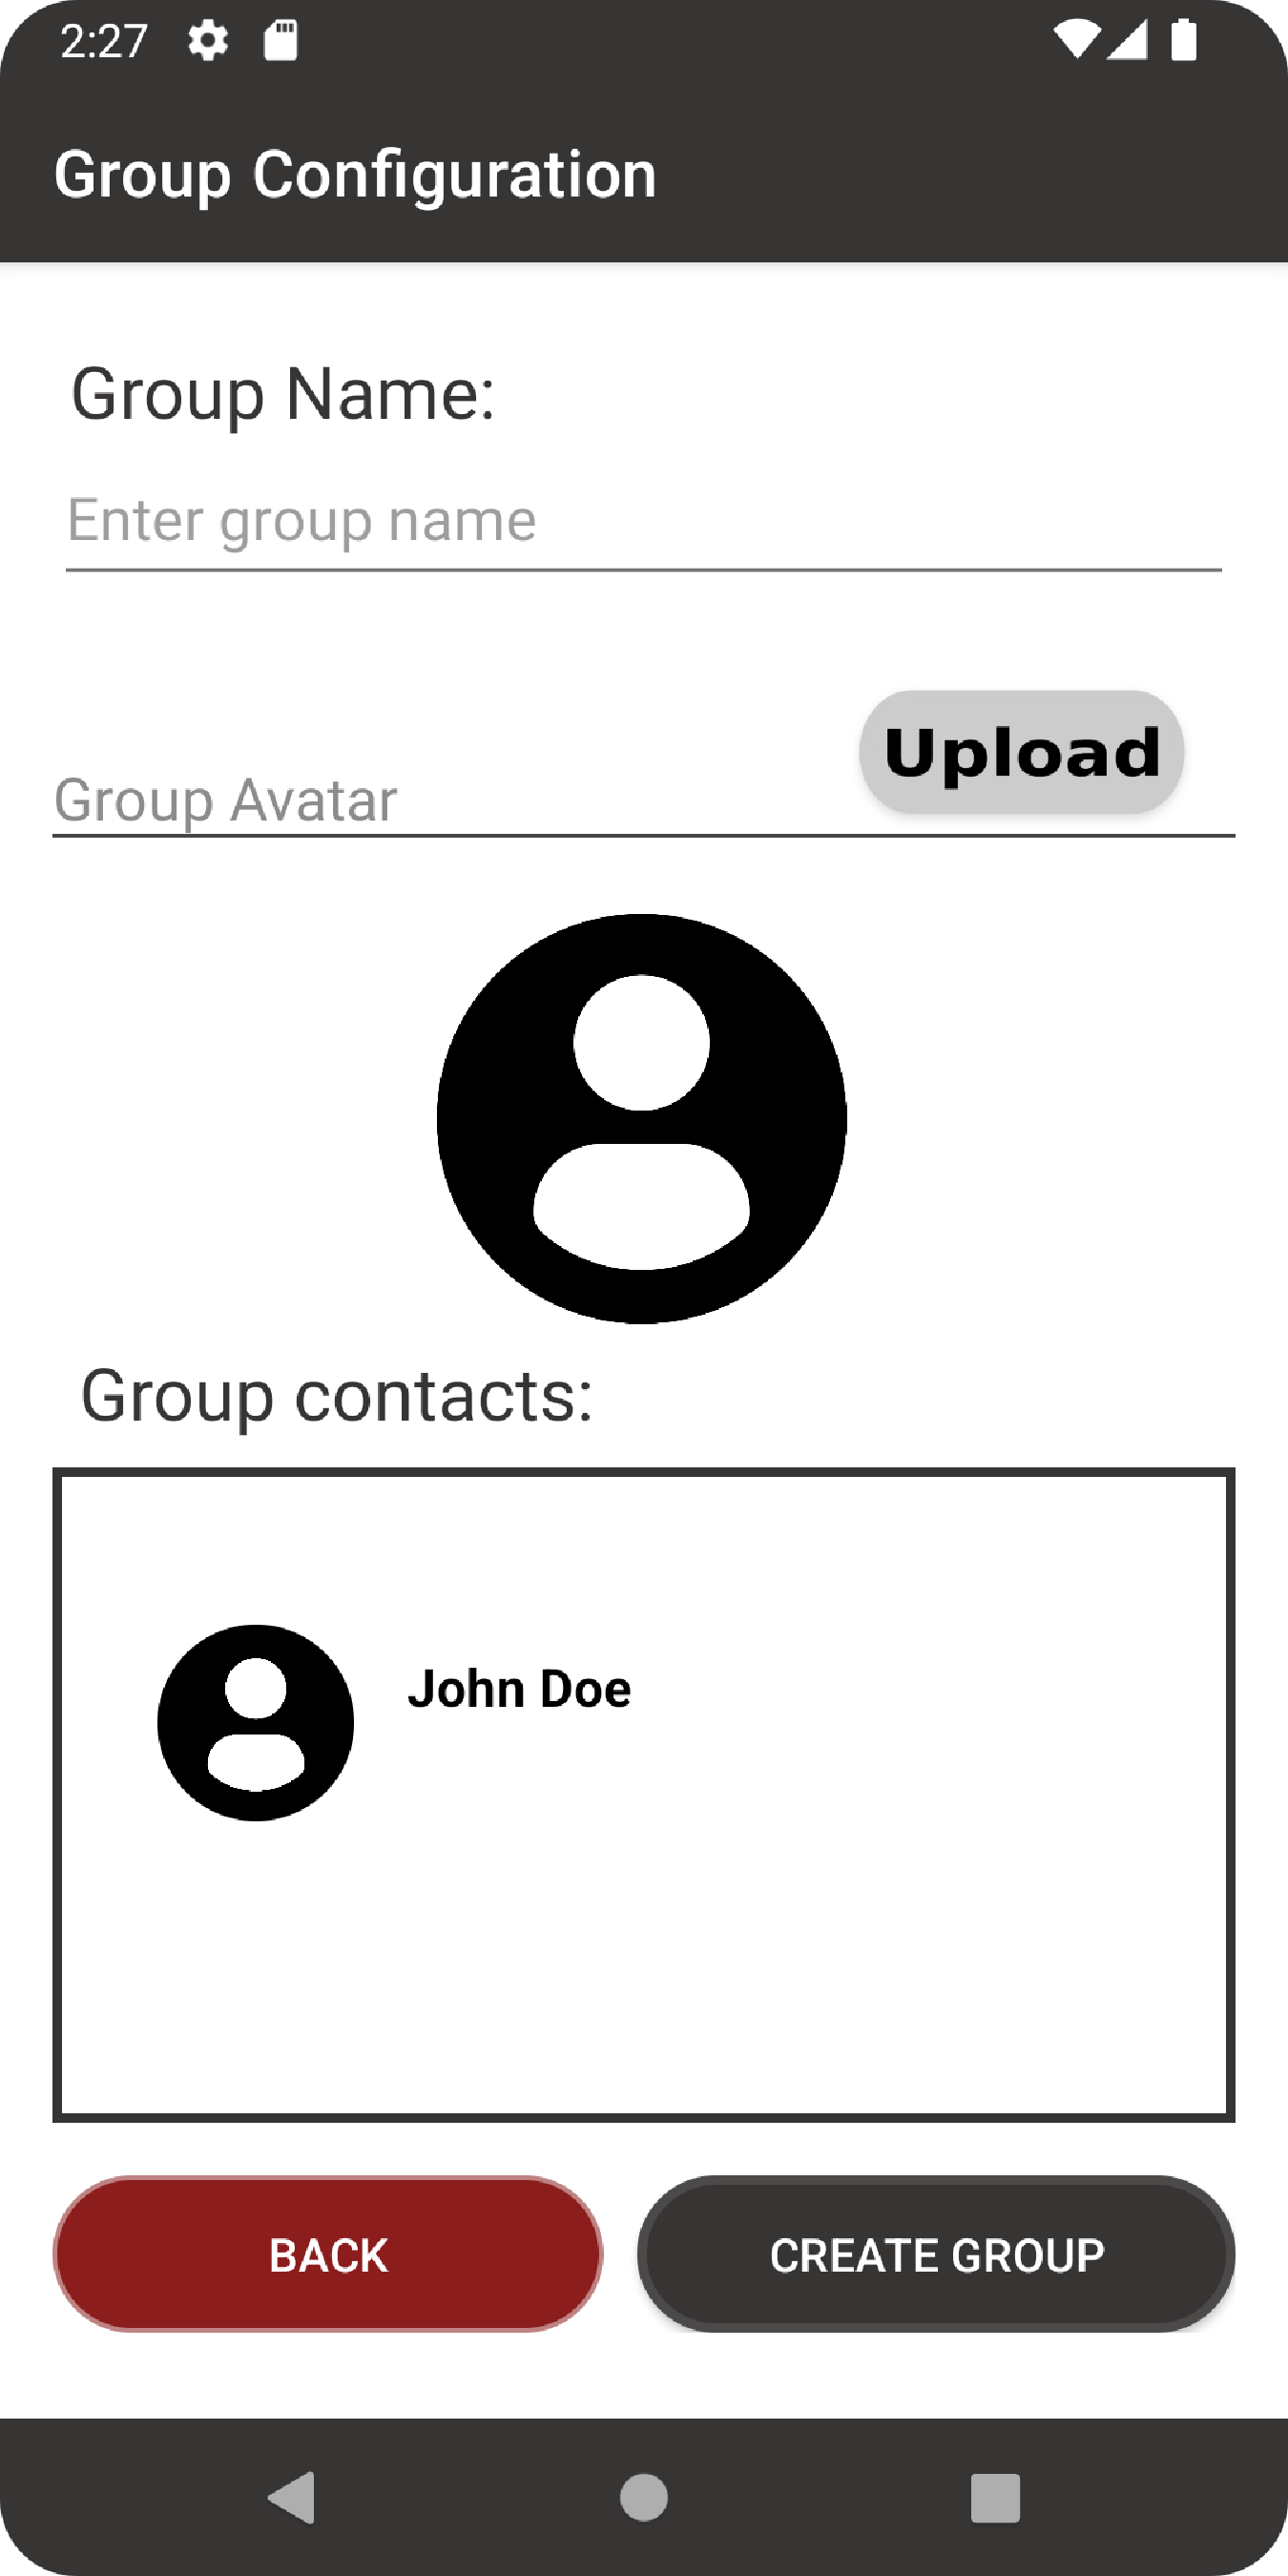 2:27
Group Configuration
Group Name:
Enter group name
Upload
Group Avatar
Group contacts:
John Doe
BACK
CREATE GROUP